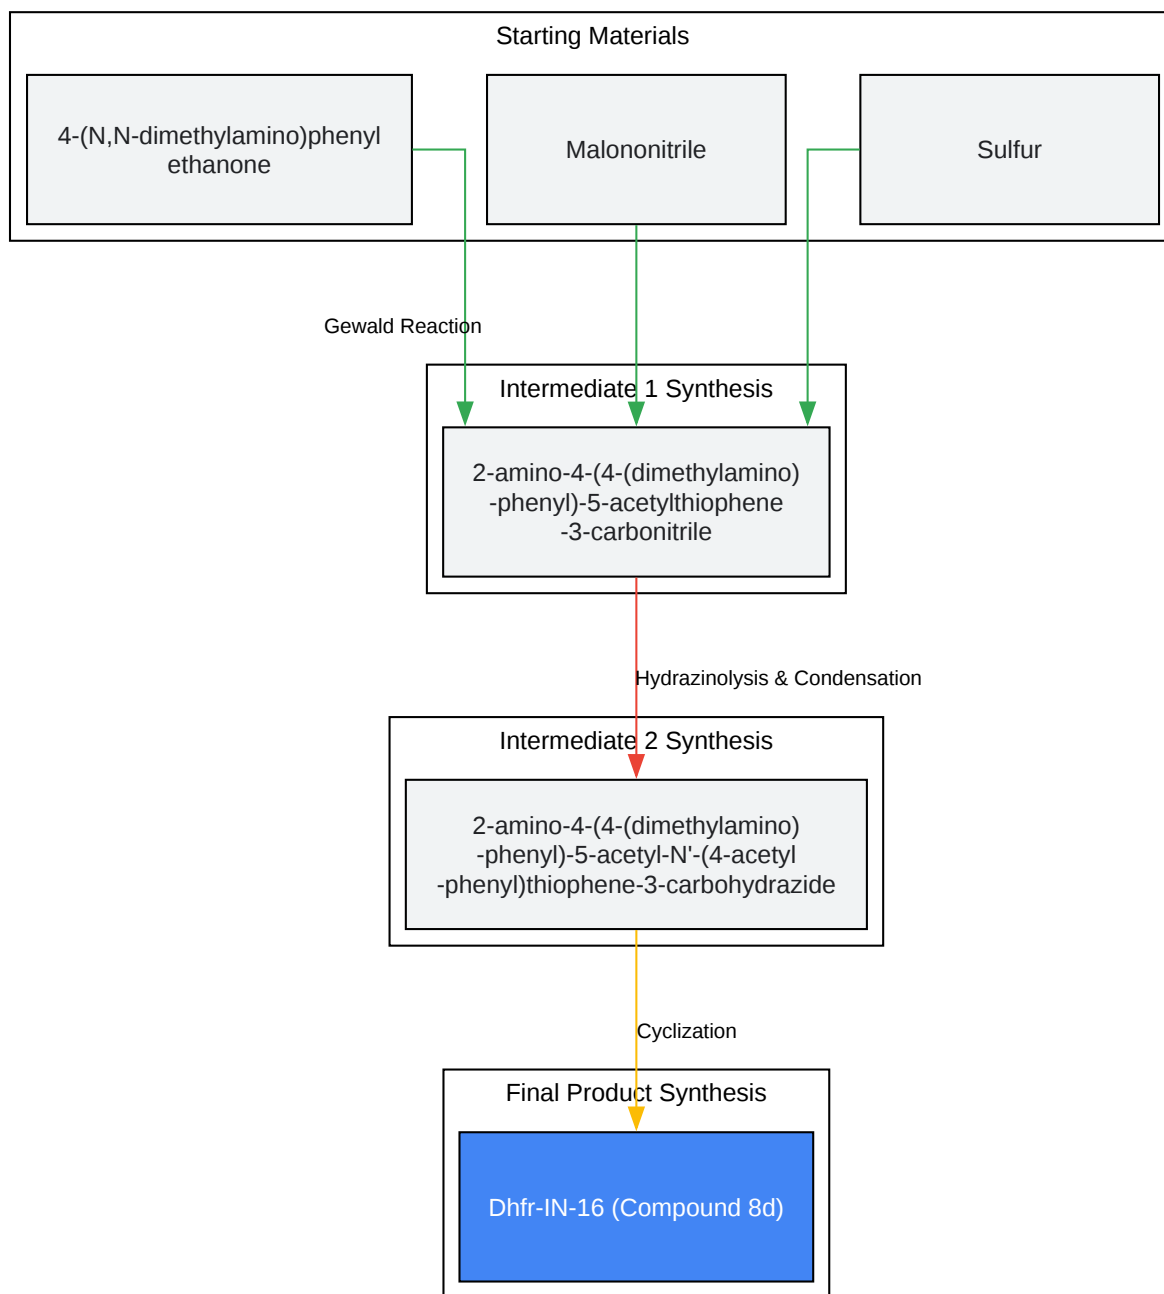 Starting Materials
4-(N,N-dimethylamino)phenyl
ethanone
Malononitrile
Sulfur
Gewald Reaction
Intermediate 1 Synthesis
2-amino-4-(4-(dimethylamino)
-phenyl)-5-acetylthiophene
-3-carbonitrile
Hydrazinolysis & Condensation
Intermediate 2 Synthesis
2-amino-4-(4-(dimethylamino)
-phenyl)-5-acetyl-N'-(4-acetyl
-phenyl)thiophene-3-carbohydrazide
Cyclization
Final Product Synthesis
Dhfr-IN-16 (Compound 8d)